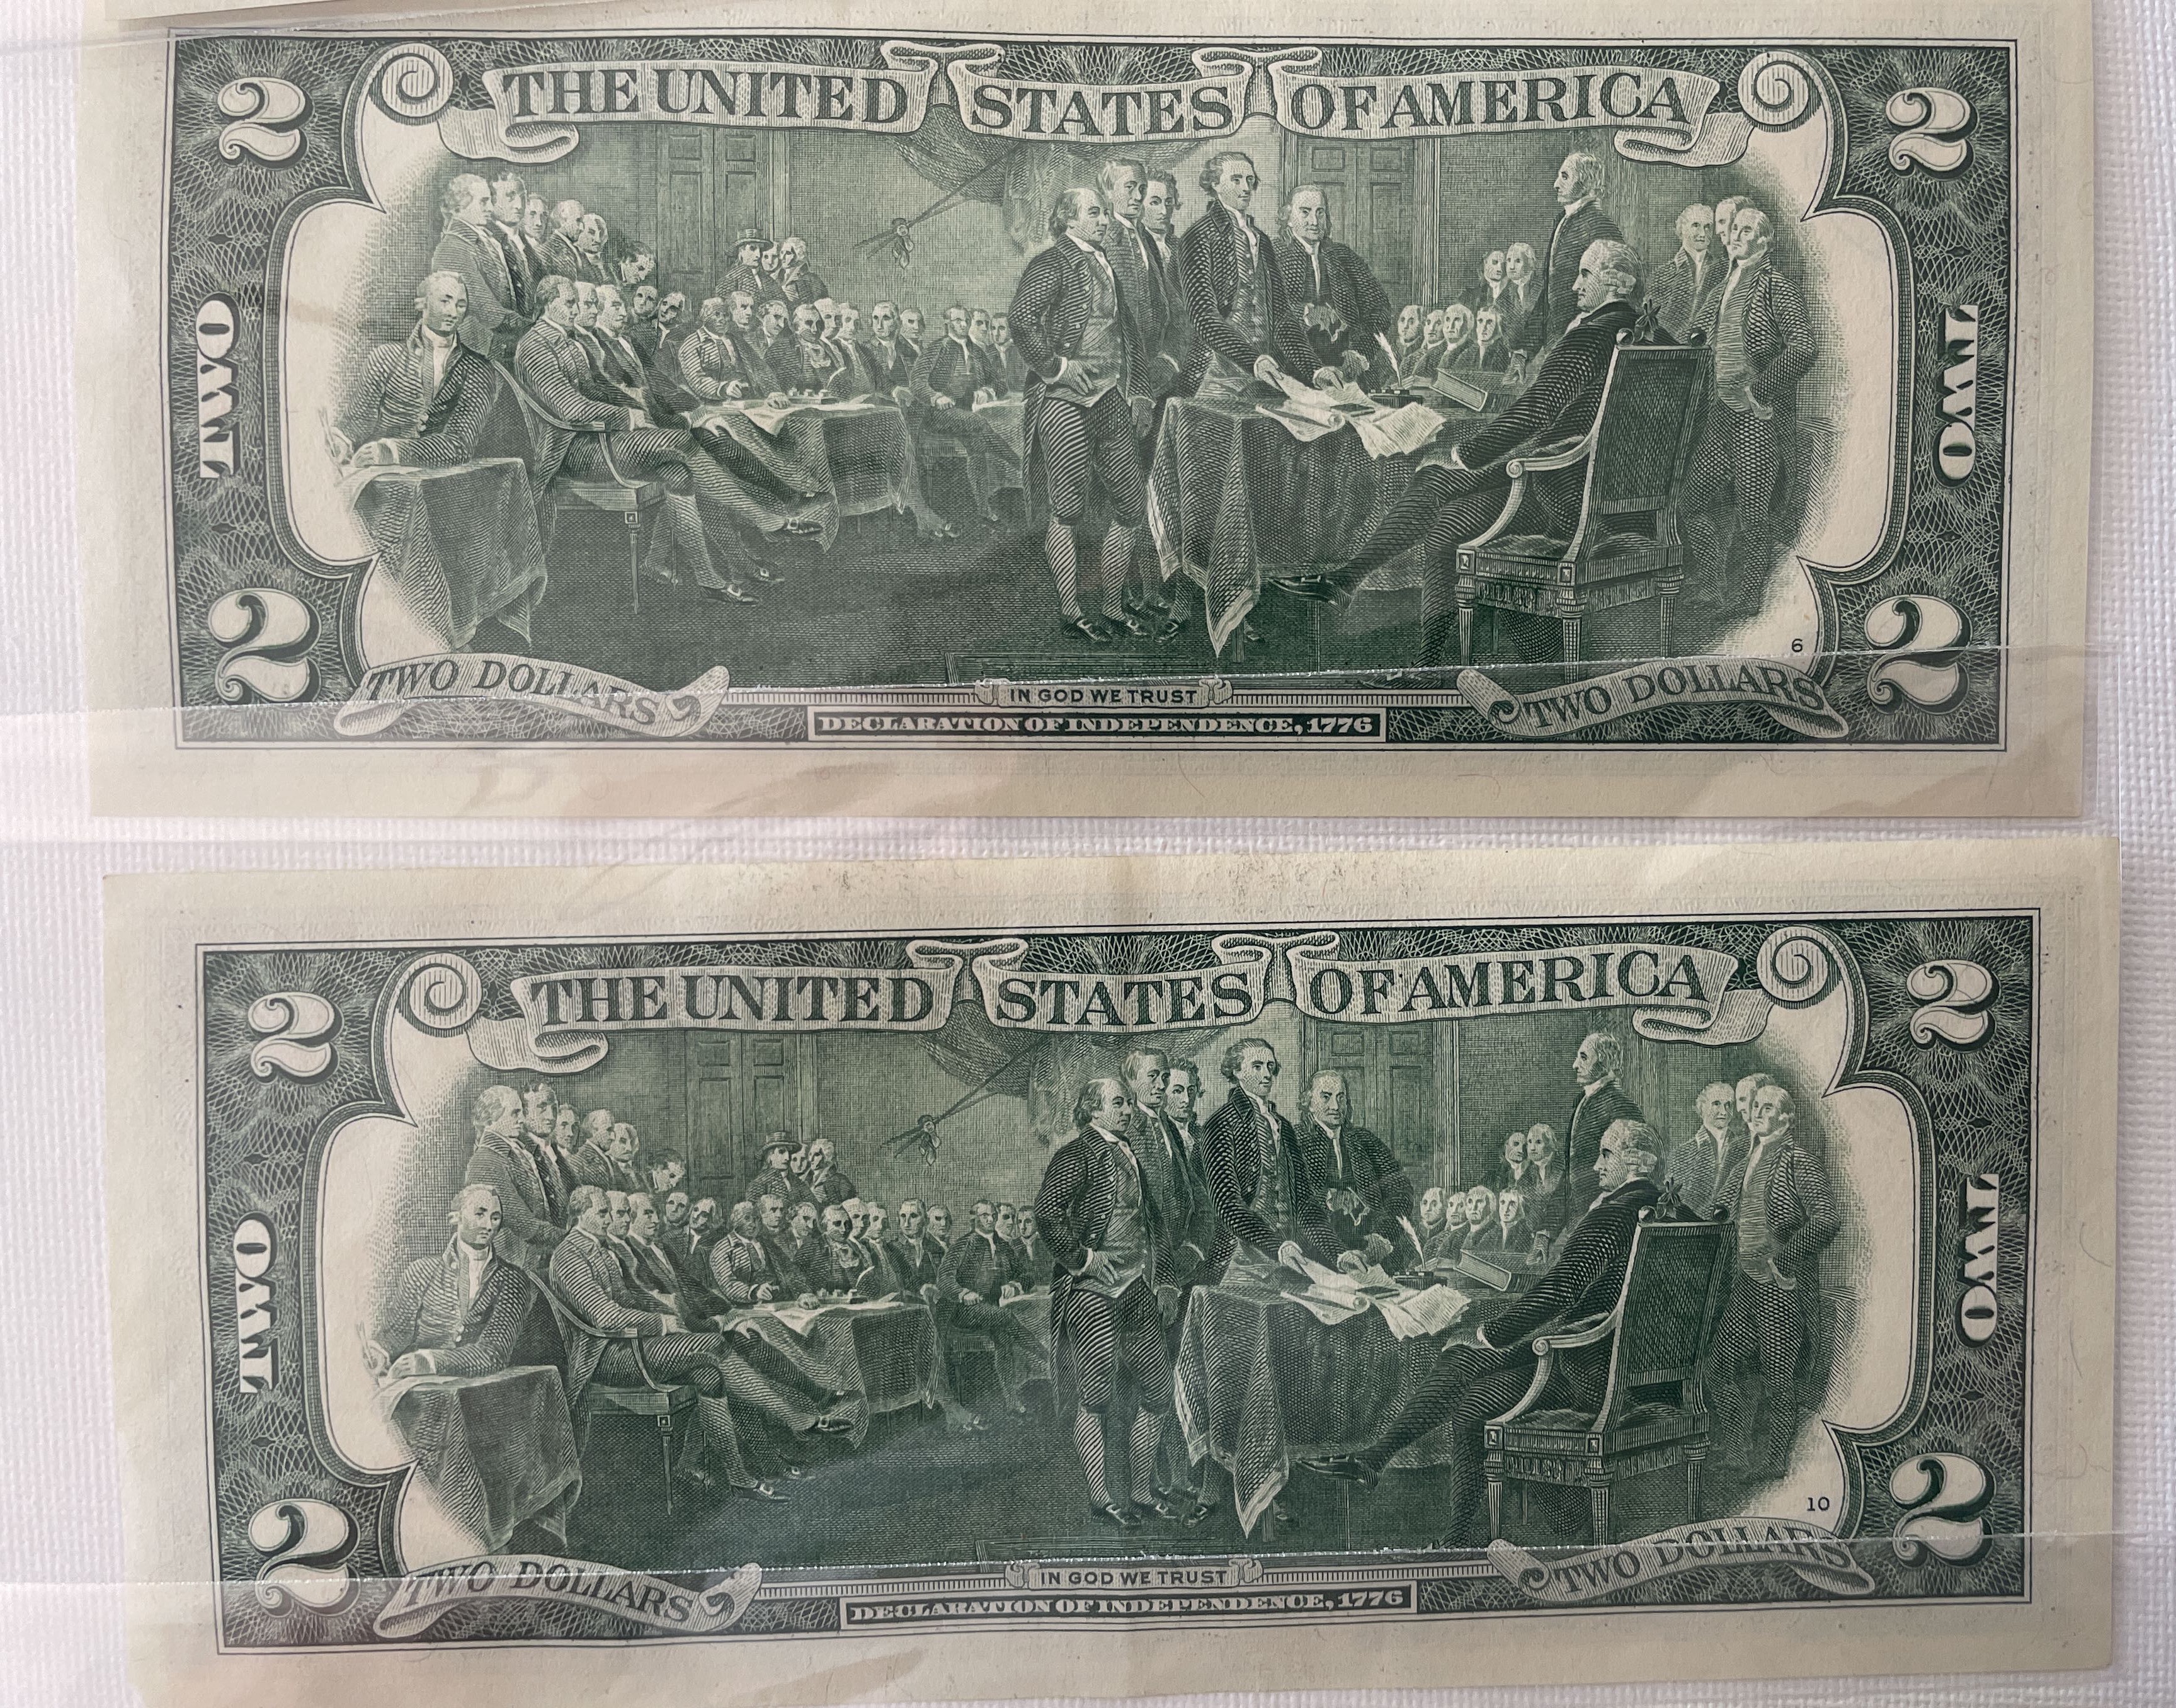 2 THE UNITED STATES OF AMERICA 2
TWO TWO
6
2 TWO DOLLARS IN GOD WE TRUST TWO DOLLARS 2
DECLARATION OF INDEPENDENCE, 1776
2 THE UNITED STATES OF AMERICA 2
TWO TWO
10
2 TWO DOLLARS IN GOD WE TRUST TWO DOLLARS 2
DECLARATION OF INDEPENDENCE, 1776